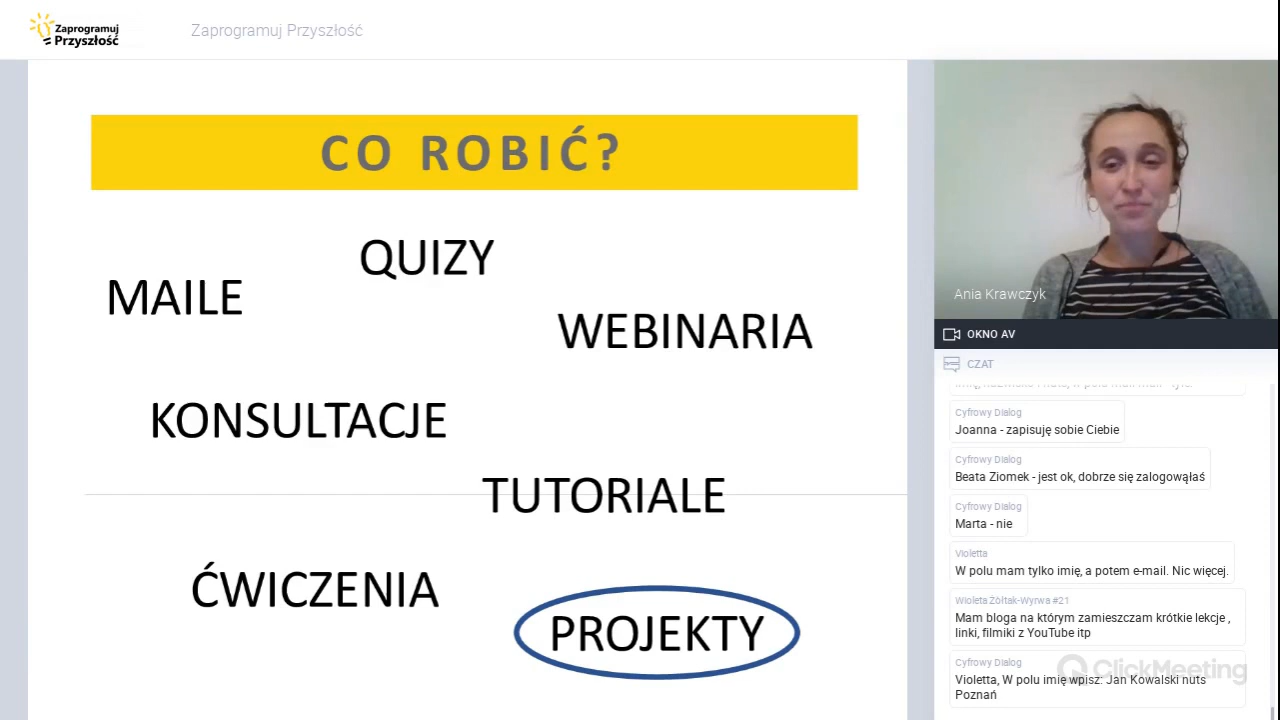 Zaprogramuj
Przyszłość
Zaprogramuj Przyszłość
CO ROBIĆ?
QUIZY
MAILE
WEBINARIA
KONSULTACJE
TUTORIALE
ĆWICZENIA
PROJEKTY
Ania Krawczyk
OKNO AV
CZAT
Cyfrowy Dialog
Joanna - zapisuję sobie Ciebie
Cyfrowy Dialog
Beata Ziomek - jest ok, dobrze się zalogowąłaś
Cyfrowy Dialog
Marta - nie
Violetta
W polu mam tylko imię, a potem e-mail. Nic więcej.
Wioleta Żółtak-Wyrwa #21
Mam bloga na którym zamieszczam krótkie lekcje ,
linki, filmiki z YouTube itp
Cyfrowy Dialog
Violetta, W polu imię wpisz: Jan Kowalski nuts
Poznań
ClickMeeting